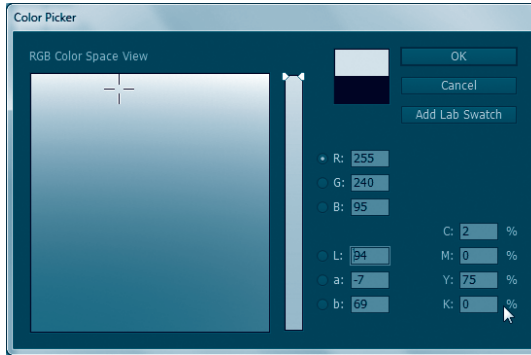 Color Picker
RGB Color Space View
OK
Cancel
Add Lab Swatch
R: 255
G: 240
B: 95
C: 2 %
L: 94 M: 0 %
a: -7 Y: 75 %
b: 69 K: 0 %